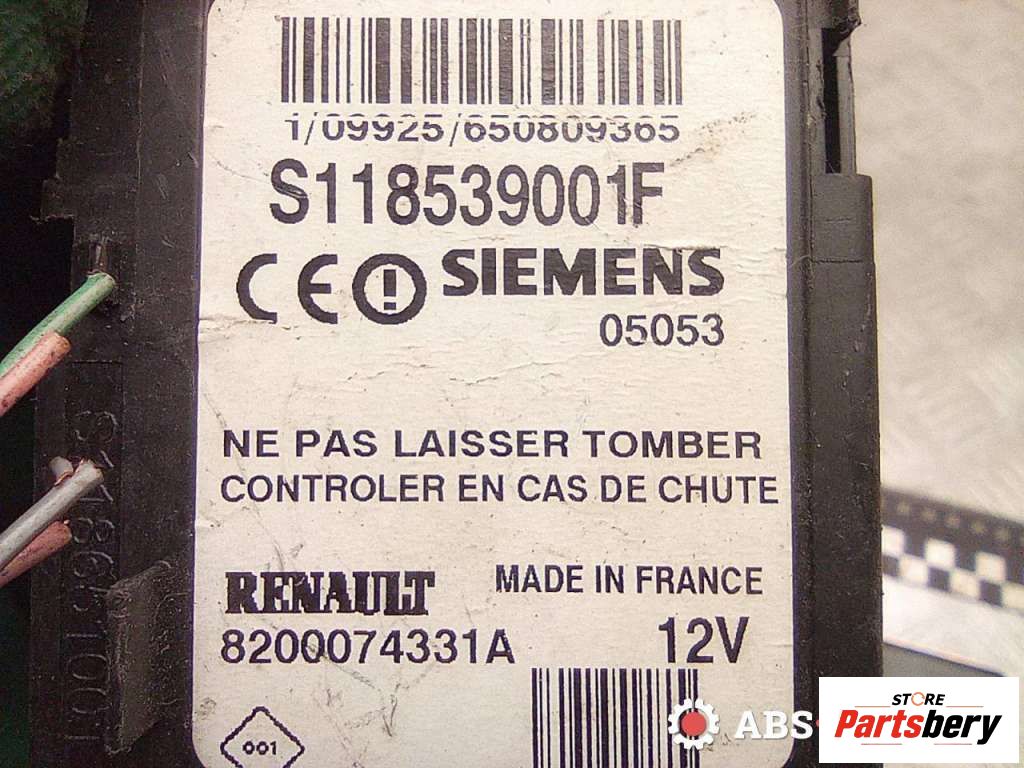 1/09925/650809365
S118539001F
CE SIEMENS
05053
NE PAS LAISSER TOMBER
CONTROLER EN CAS DE CHUTE
RENAULT
MADE IN FRANCE
8200074331A
12V
001
ABS
STORE
Partsbery